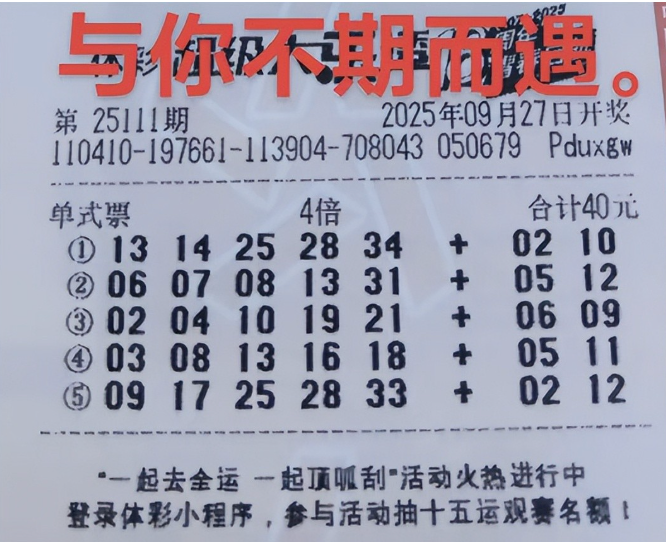 与你不期而遇。
体彩超级大
第 25111期 2025年09月27日开奖
110410-197661-113904-708043 050679 Pduxgw
单式票 4倍 合计40元
① 13 14 25 28 34 + 02 10
② 06 07 08 13 31 + 05 12
③ 02 04 10 19 21 + 06 09
④ 03 08 13 16 18 + 05 11
⑤ 09 17 25 28 33 + 02 12
“一起去全运 一起顶呱刮”活动火热进行中
登录体彩小程序，参与活动抽十五运观赛名额！